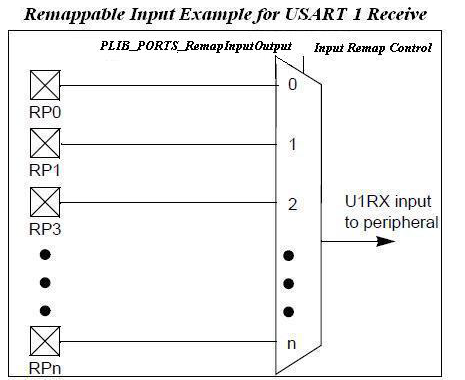 Remappable Input Example for USART 1 Receive
PLIB_PORTS_RemapInputOutput Input Remap Control
RP0 0
RP1 1
RP3 2
RPn n
U1RX input
to peripheral